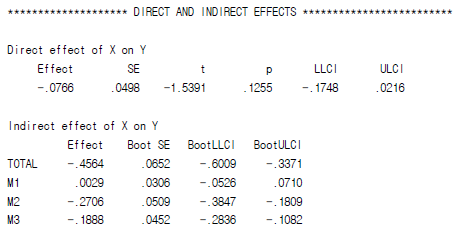 ******************** DIRECT AND INDIRECT EFFECTS *************************
Direct effect of X on Y
Effect SE t p LLCI ULCI
-.0766 .0498 -1.5391 .1255 -.1748 .0216
Indirect effect of X on Y
Effect Boot SE BootLLCI BootULCI
TOTAL -.4564 .0652 -.6009 -.3371
M1 .0029 .0306 -.0526 .0710
M2 -.2706 .0509 -.3847 -.1809
M3 -.1888 .0452 -.2836 -.1082